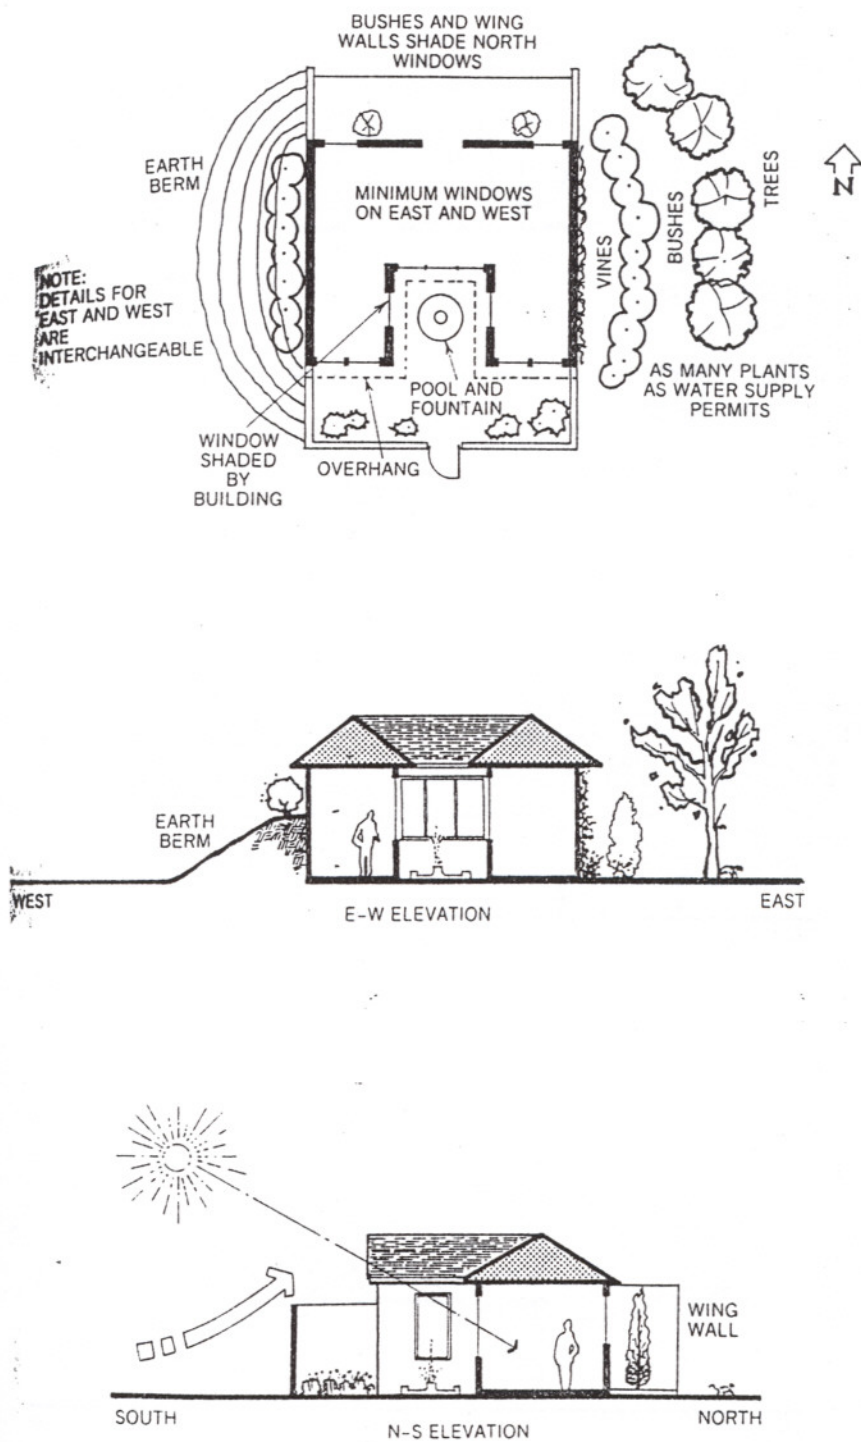 BUSHES AND WING
WALLS SHADE NORTH
WINDOWS
EARTH
BERM
MINIMUM WINDOWS
ON EAST AND WEST
VINES
BUSHES
TREES
N
NOTE:
DETAILS FOR
EAST AND WEST
ARE
INTERCHANGEABLE
POOL AND
FOUNTAIN
AS MANY PLANTS
AS WATER SUPPLY
PERMITS
WINDOW
SHADED
BY
BUILDING
OVERHANG
EARTH
BERM
WEST
E-W ELEVATION
EAST
WING
WALL
SOUTH
N-S ELEVATION
NORTH